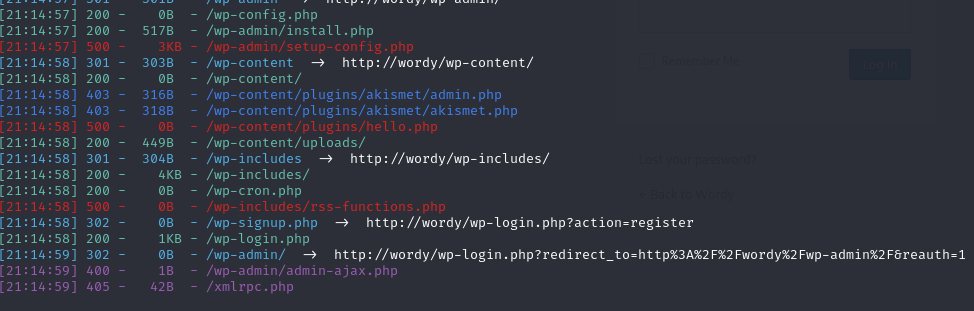 [21:14:57] 301 - 301B - /wp-admin -> http://wordy/wp-admin/
[21:14:57] 200 - 0B - /wp-config.php
[21:14:57] 200 - 517B - /wp-admin/install.php
[21:14:57] 500 - 3KB - /wp-admin/setup-config.php
[21:14:58] 301 - 303B - /wp-content -> http://wordy/wp-content/
[21:14:58] 200 - 0B - /wp-content/
[21:14:58] 403 - 316B - /wp-content/plugins/akismet/admin.php
[21:14:58] 403 - 318B - /wp-content/plugins/akismet/akismet.php
[21:14:58] 500 - 0B - /wp-content/plugins/hello.php
[21:14:58] 200 - 449B - /wp-content/uploads/
[21:14:58] 301 - 304B - /wp-includes -> http://wordy/wp-includes/
[21:14:58] 200 - 4KB - /wp-includes/
[21:14:58] 200 - 0B - /wp-cron.php
[21:14:58] 500 - 0B - /wp-includes/rss-functions.php
[21:14:58] 302 - 0B - /wp-signup.php -> http://wordy/wp-login.php?action=register
[21:14:58] 200 - 1KB - /wp-login.php
[21:14:59] 302 - 0B - /wp-admin/ -> http://wordy/wp-login.php?redirect_to=http%3A%2F%2Fwordy%2Fwp-admin%2F&reauth=1
[21:14:59] 400 - 1B - /wp-admin/admin-ajax.php
[21:14:59] 405 - 42B - /xmlrpc.php
Remember Me
Log In
Lost your password?
← Back to Wordy